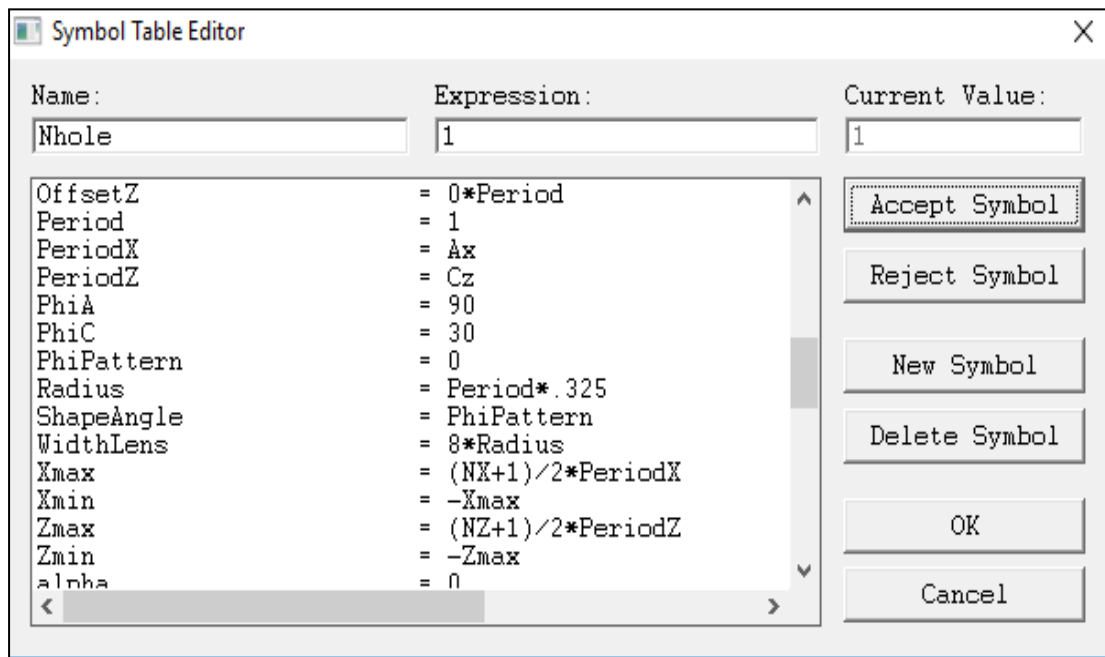 Symbol Table Editor
Name: Expression: Current Value:
Nhole 1 1
OffsetZ = 0*Period
Period = 1
PeriodX = Ax
PeriodZ = Cz
PhiA = 90
PhiC = 30
PhiPattern = 0
Radius = Period*.325
ShapeAngle = PhiPattern
WidthLens = 8*Radius
Xmax = (NX+1)/2*PeriodX
Xmin = -Xmax
Zmax = (NZ+1)/2*PeriodZ
Zmin = -Zmax
alpha = 0
Accept Symbol
Reject Symbol
New Symbol
Delete Symbol
OK
Cancel